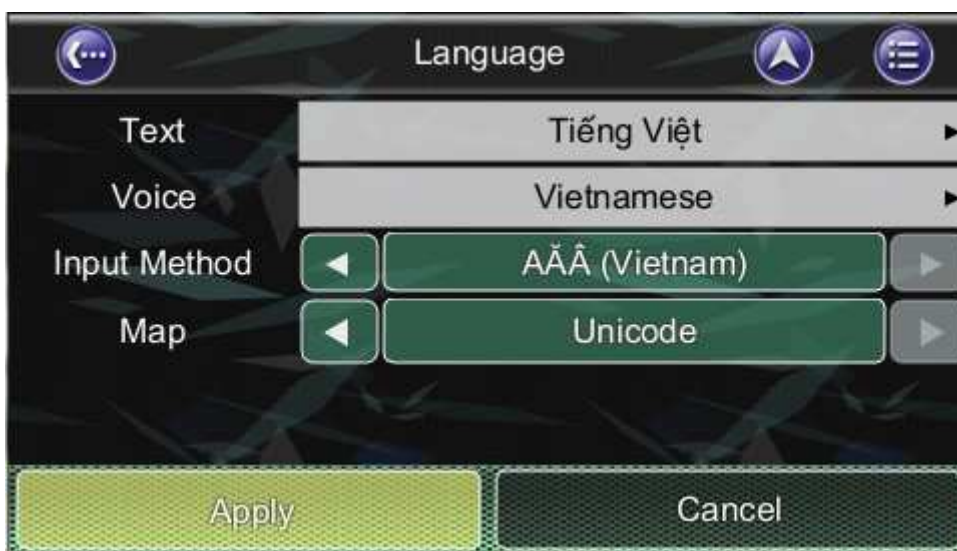 Language
Text Tiếng Việt
Voice Vietnamese
Input Method AĂÂ (Vietnam)
Map Unicode
Apply Cancel